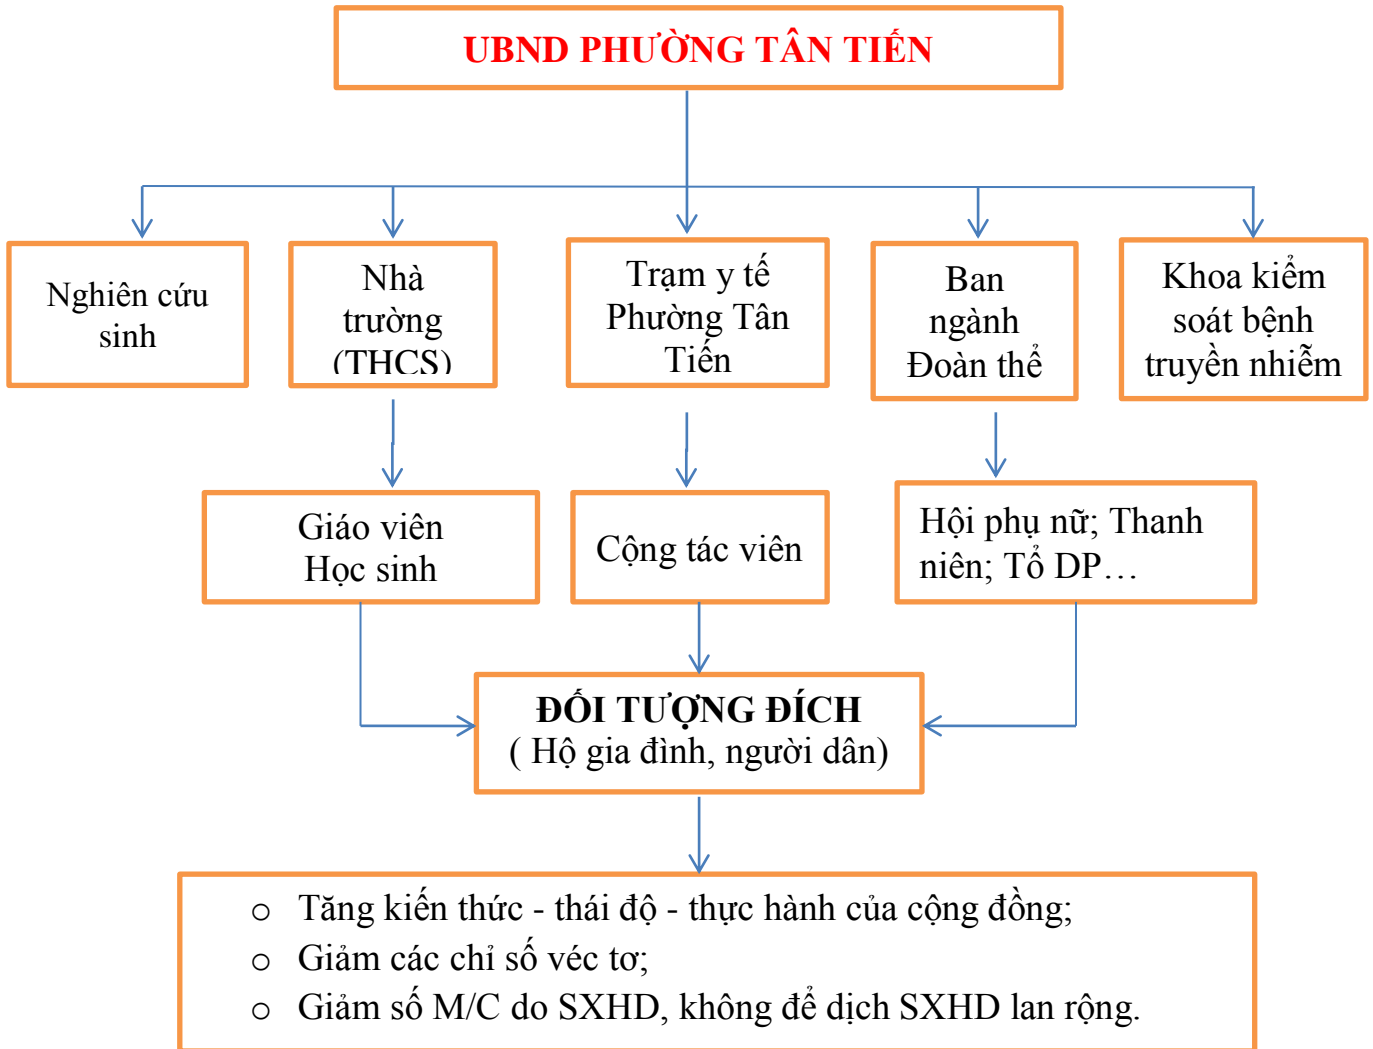 UBND PHƯỜNG TÂN TIẾN
Nghiên cứu
sinh
Nhà
trường
(THCS)
Trạm y tế
Phường Tân
Tiến
Ban
ngành
Đoàn thể
Khoa kiểm
soát bệnh
truyền nhiễm
Giáo viên
Học sinh
Cộng tác viên
Hội phụ nữ; Thanh
niên; Tổ DP…
ĐỐI TƯỢNG ĐÍCH
( Hộ gia đình, người dân)
o Tăng kiến thức - thái độ - thực hành của cộng đồng;
o Giảm các chỉ số véc tơ;
o Giảm số M/C do SXHD, không để dịch SXHD lan rộng.